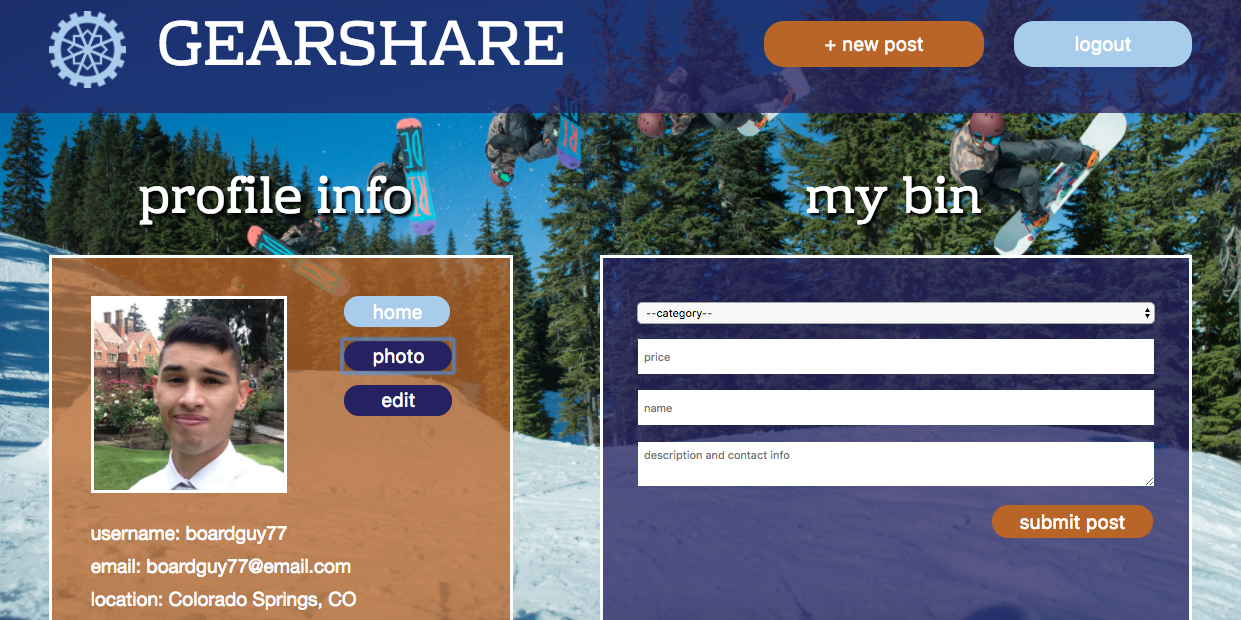 GEARSHARE
+ new post
logout
profile info
my bin
home
photo
edit
username: boardguy77
email: boardguy77@email.com
location: Colorado Springs, CO
--category--
price
name
description and contact info
submit post